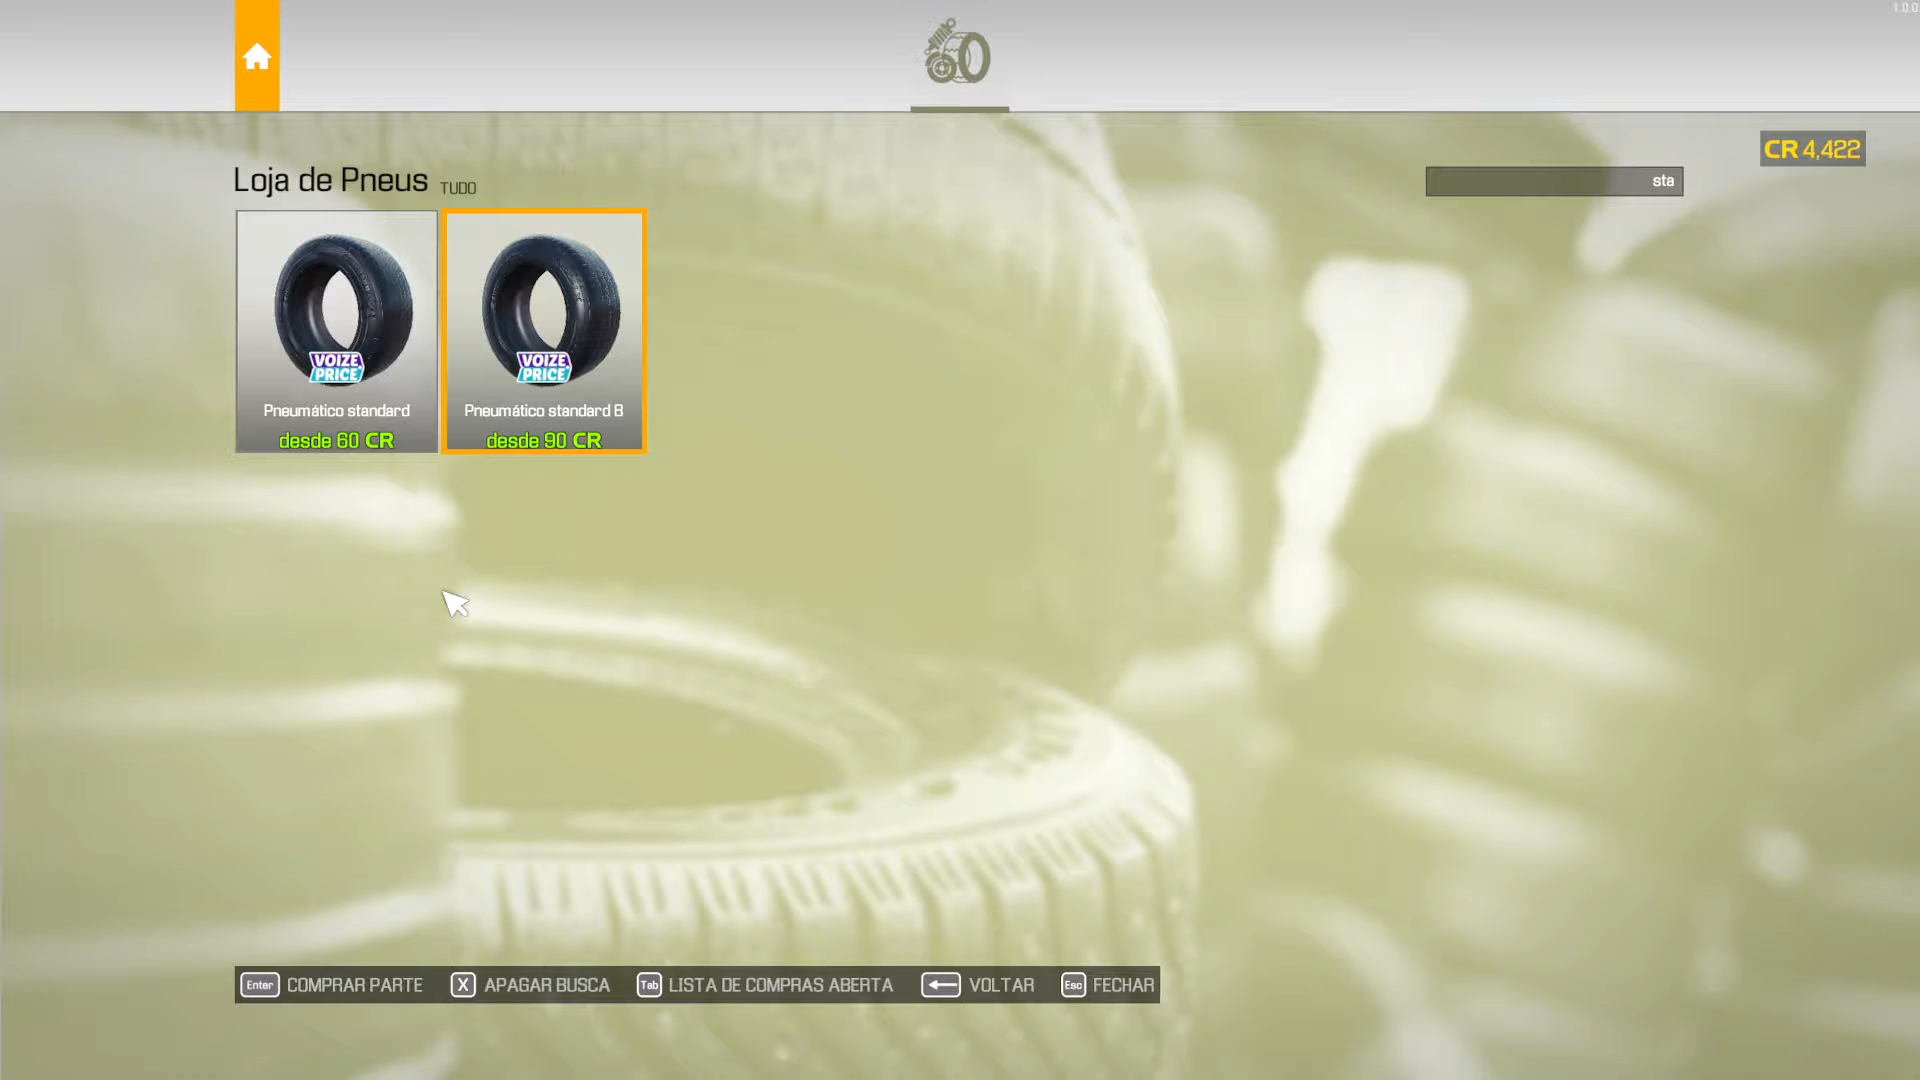 1.0.0
CR 4,422
Loja de Pneus TUDO
sta
VOIZE
PRICE
Pneumático standard
desde 60 CR
VOIZE
PRICE
Pneumático standard B
desde 90 CR
Enter COMPRAR PARTE X APAGAR BUSCA Tab LISTA DE COMPRAS ABERTA VOLTAR Esc FECHAR